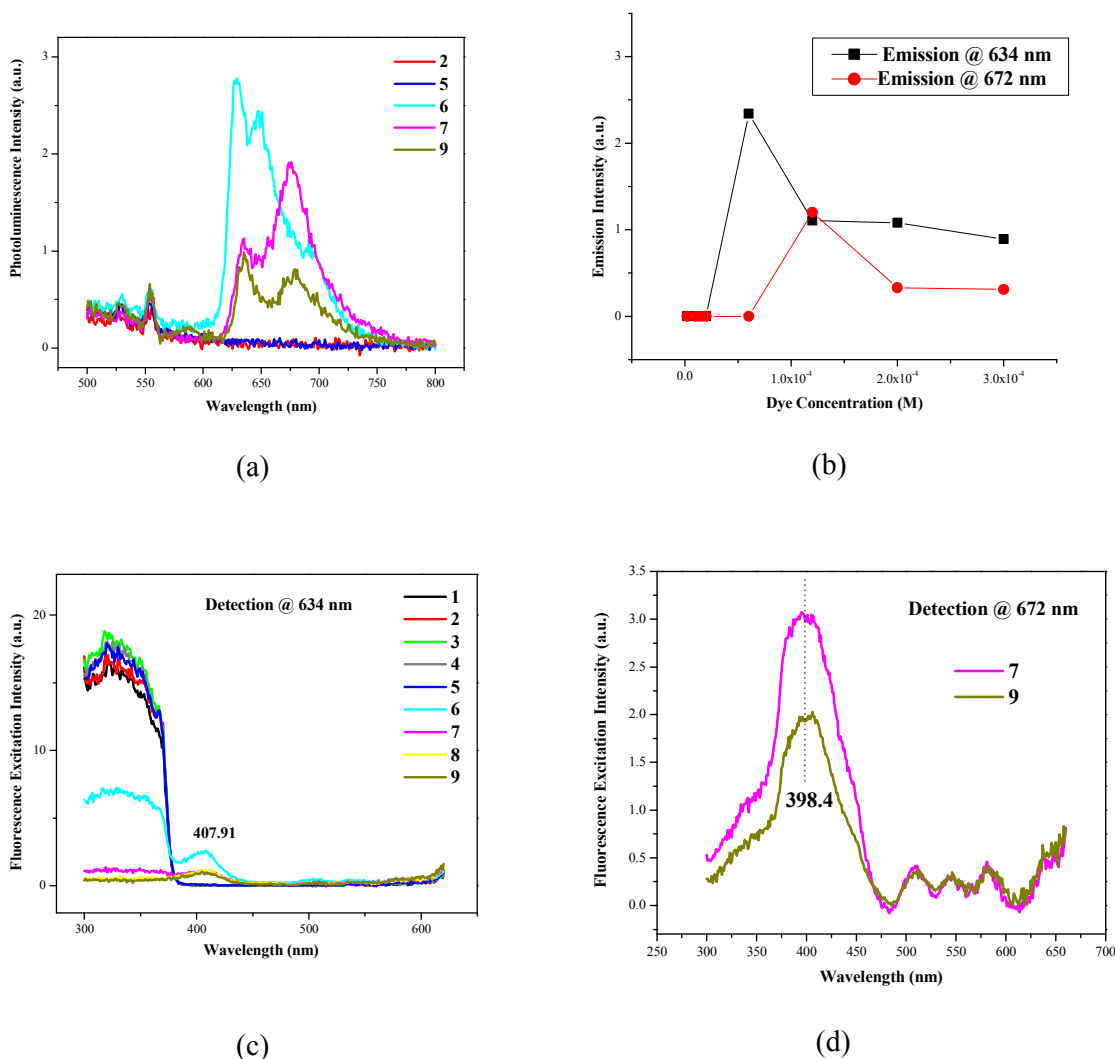 2
5
6
7
9
3
2
1
0
Photoluminescence Intensity (a.u.)
500 550 600 650 700 750 800
Wavelength (nm)
(a)
Emission @ 634 nm
Emission @ 672 nm
3
2
1
0
Emission Intensity (a.u.)
0.0 1.0x10⁻⁴ 2.0x10⁻⁴ 3.0x10⁻⁴
Dye Concentration (M)
(b)
Detection @ 634 nm
1
2
3
4
5
6
7
8
9
20
10
0
Fluorescence Excitation Intensity (a.u.)
407.91
300 400 500 600
Wavelength (nm)
(c)
Detection @ 672 nm
7
9
3.5
3.0
2.5
2.0
1.5
1.0
0.5
0.0
Fluorescence Excitation Intensity (a.u.)
398.4
250 300 350 400 450 500 550 600 650 700
Wavelength (nm)
(d)